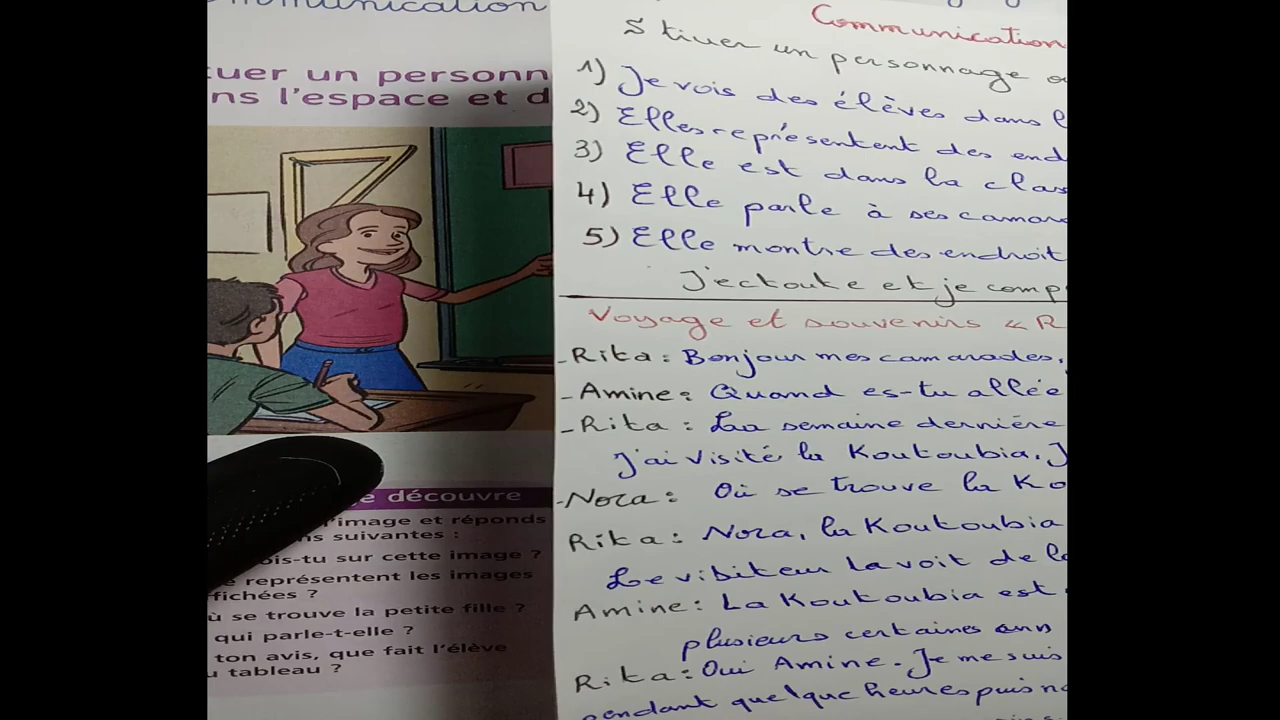 ommunication
tuer un personn
ns l'espace et d
e découvre
l'image et réponds
ns suivantes :
ois-tu sur cette image ?
e représentent les images
ffichées ?
ù se trouve la petite fille ?
qui parle-t-elle ?
ton avis, que fait l'élève
u tableau ?
Communication
S tiuer un personnage o
1) Je vois des élèves dans l
2) Elles représentent des end
3) Elle est dans la clas
4) Elle parle à ses camar
5) Elle montre des endroit
J'ectoute et je comp
Voyage et souvenirs « R
- Rita : Bonjour mes camarades,
- Amine : Quand es-tu allée
- Rita : La semaine dernière
J'ai visité la Koutoubia, J
- Nora : Où se trouve la Ko
Rita : Nora, la Koutoubia
Le visiteur la voit de l
Amine : La Koutoubia est
plusieurs certaines ann
Rita : Oui Amine. Je me suis
pendant quelque heures puis n